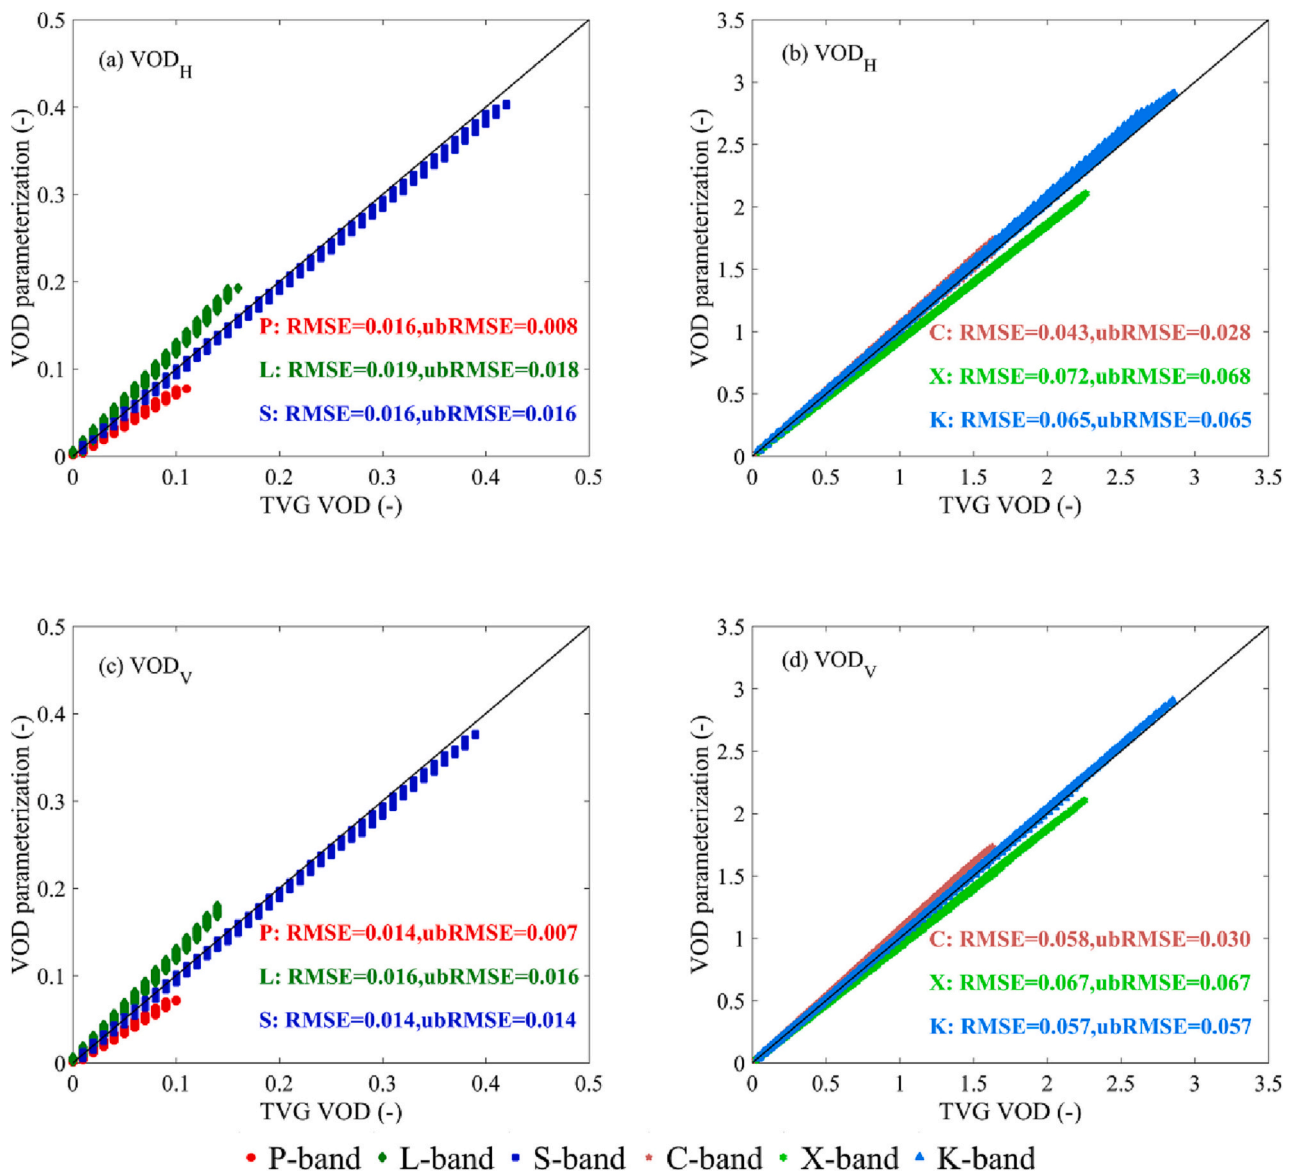 0.5
0.4
0.3
0.2
0.1
0
VOD parameterization (-)
(a) VOD_H
P: RMSE=0.016,ubRMSE=0.008
L: RMSE=0.019,ubRMSE=0.018
S: RMSE=0.016,ubRMSE=0.016
0 0.1 0.2 0.3 0.4 0.5
TVG VOD (-)
3.5
3
2.5
2
1.5
1
0.5
0
VOD parameterization (-)
(b) VOD_H
C: RMSE=0.043,ubRMSE=0.028
X: RMSE=0.072,ubRMSE=0.068
K: RMSE=0.065,ubRMSE=0.065
0 0.5 1 1.5 2 2.5 3 3.5
TVG VOD (-)
0.5
0.4
0.3
0.2
0.1
0
VOD parameterization (-)
(c) VOD_V
P: RMSE=0.014,ubRMSE=0.007
L: RMSE=0.016,ubRMSE=0.016
S: RMSE=0.014,ubRMSE=0.014
0 0.1 0.2 0.3 0.4 0.5
TVG VOD (-)
3.5
3
2.5
2
1.5
1
0.5
0
VOD parameterization (-)
(d) VOD_V
C: RMSE=0.058,ubRMSE=0.030
X: RMSE=0.067,ubRMSE=0.067
K: RMSE=0.057,ubRMSE=0.057
0 0.5 1 1.5 2 2.5 3 3.5
TVG VOD (-)
P-band L-band S-band C-band X-band K-band